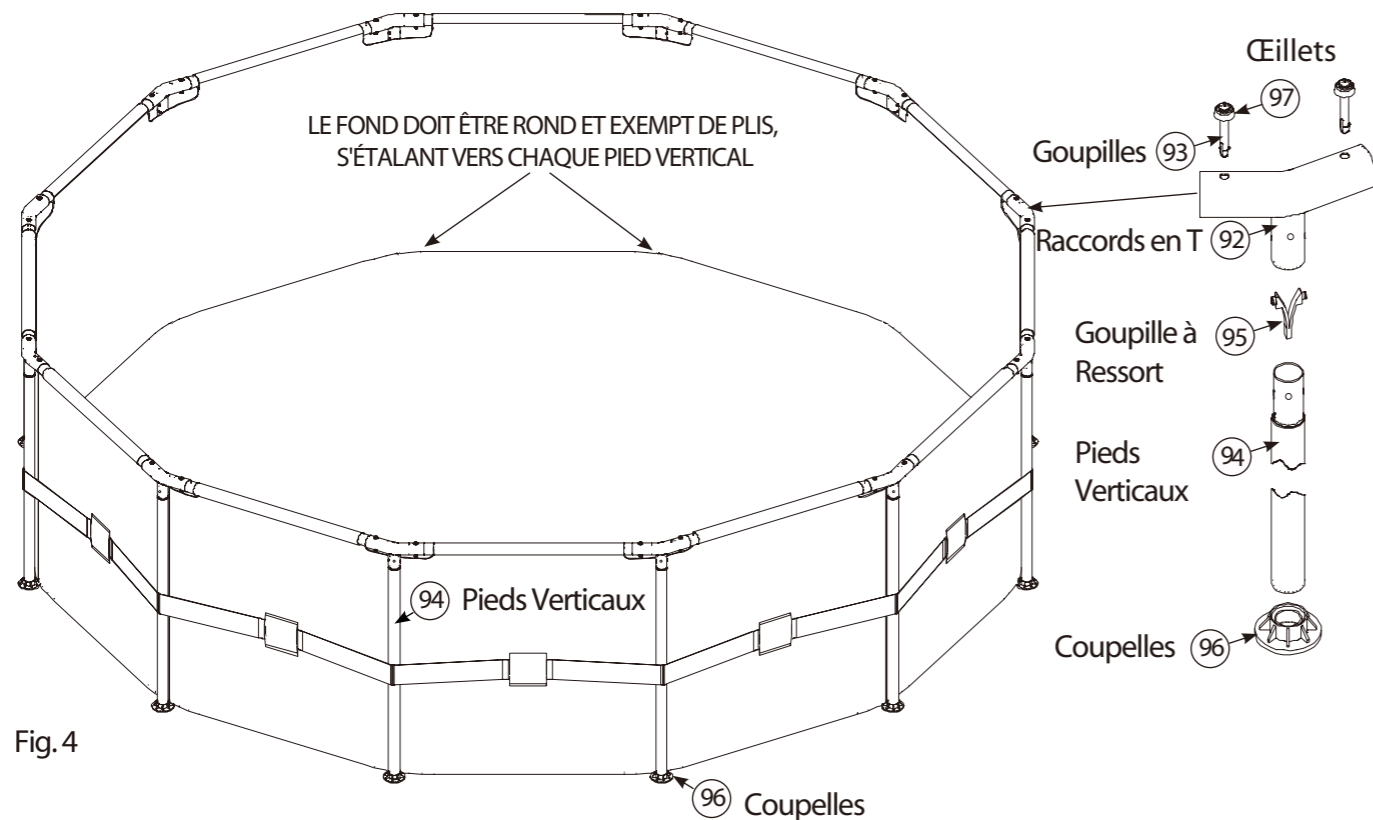 Œillets
97
Goupilles 93
LE FOND DOIT ÊTRE ROND ET EXEMPT DE PLIS,
S'ÉTALANT VERS CHAQUE PIED VERTICAL
Raccords en T 92
Goupille à 95
Ressort
Pieds 94
Verticaux
94 Pieds Verticaux
Coupelles 96
Fig. 4
96 Coupelles